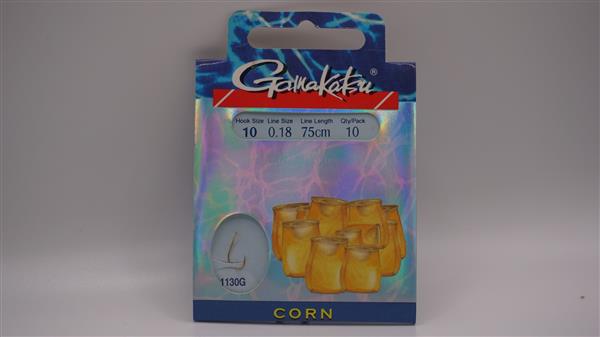 Gamakatsu®
Hook Size Line Size Line Length Qty/Pack
10 0.18 75cm 10
1130G
CORN